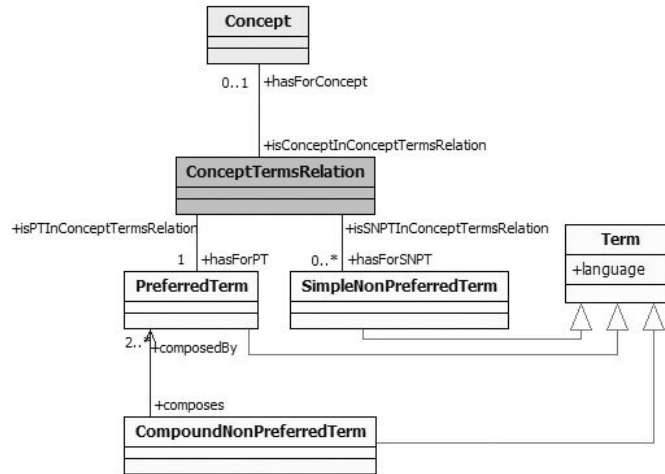 Concept
0..1 +hasForConcept
+isConceptInConceptTermsRelation
ConceptTermsRelation
+isPTInConceptTermsRelation
+isSNPTInConceptTermsRelation
Term
1 +hasForPT
0..* +hasForSNPT
+language
PreferredTerm
SimpleNonPreferredTerm
2..* +composedBy
+composes
CompoundNonPreferredTerm